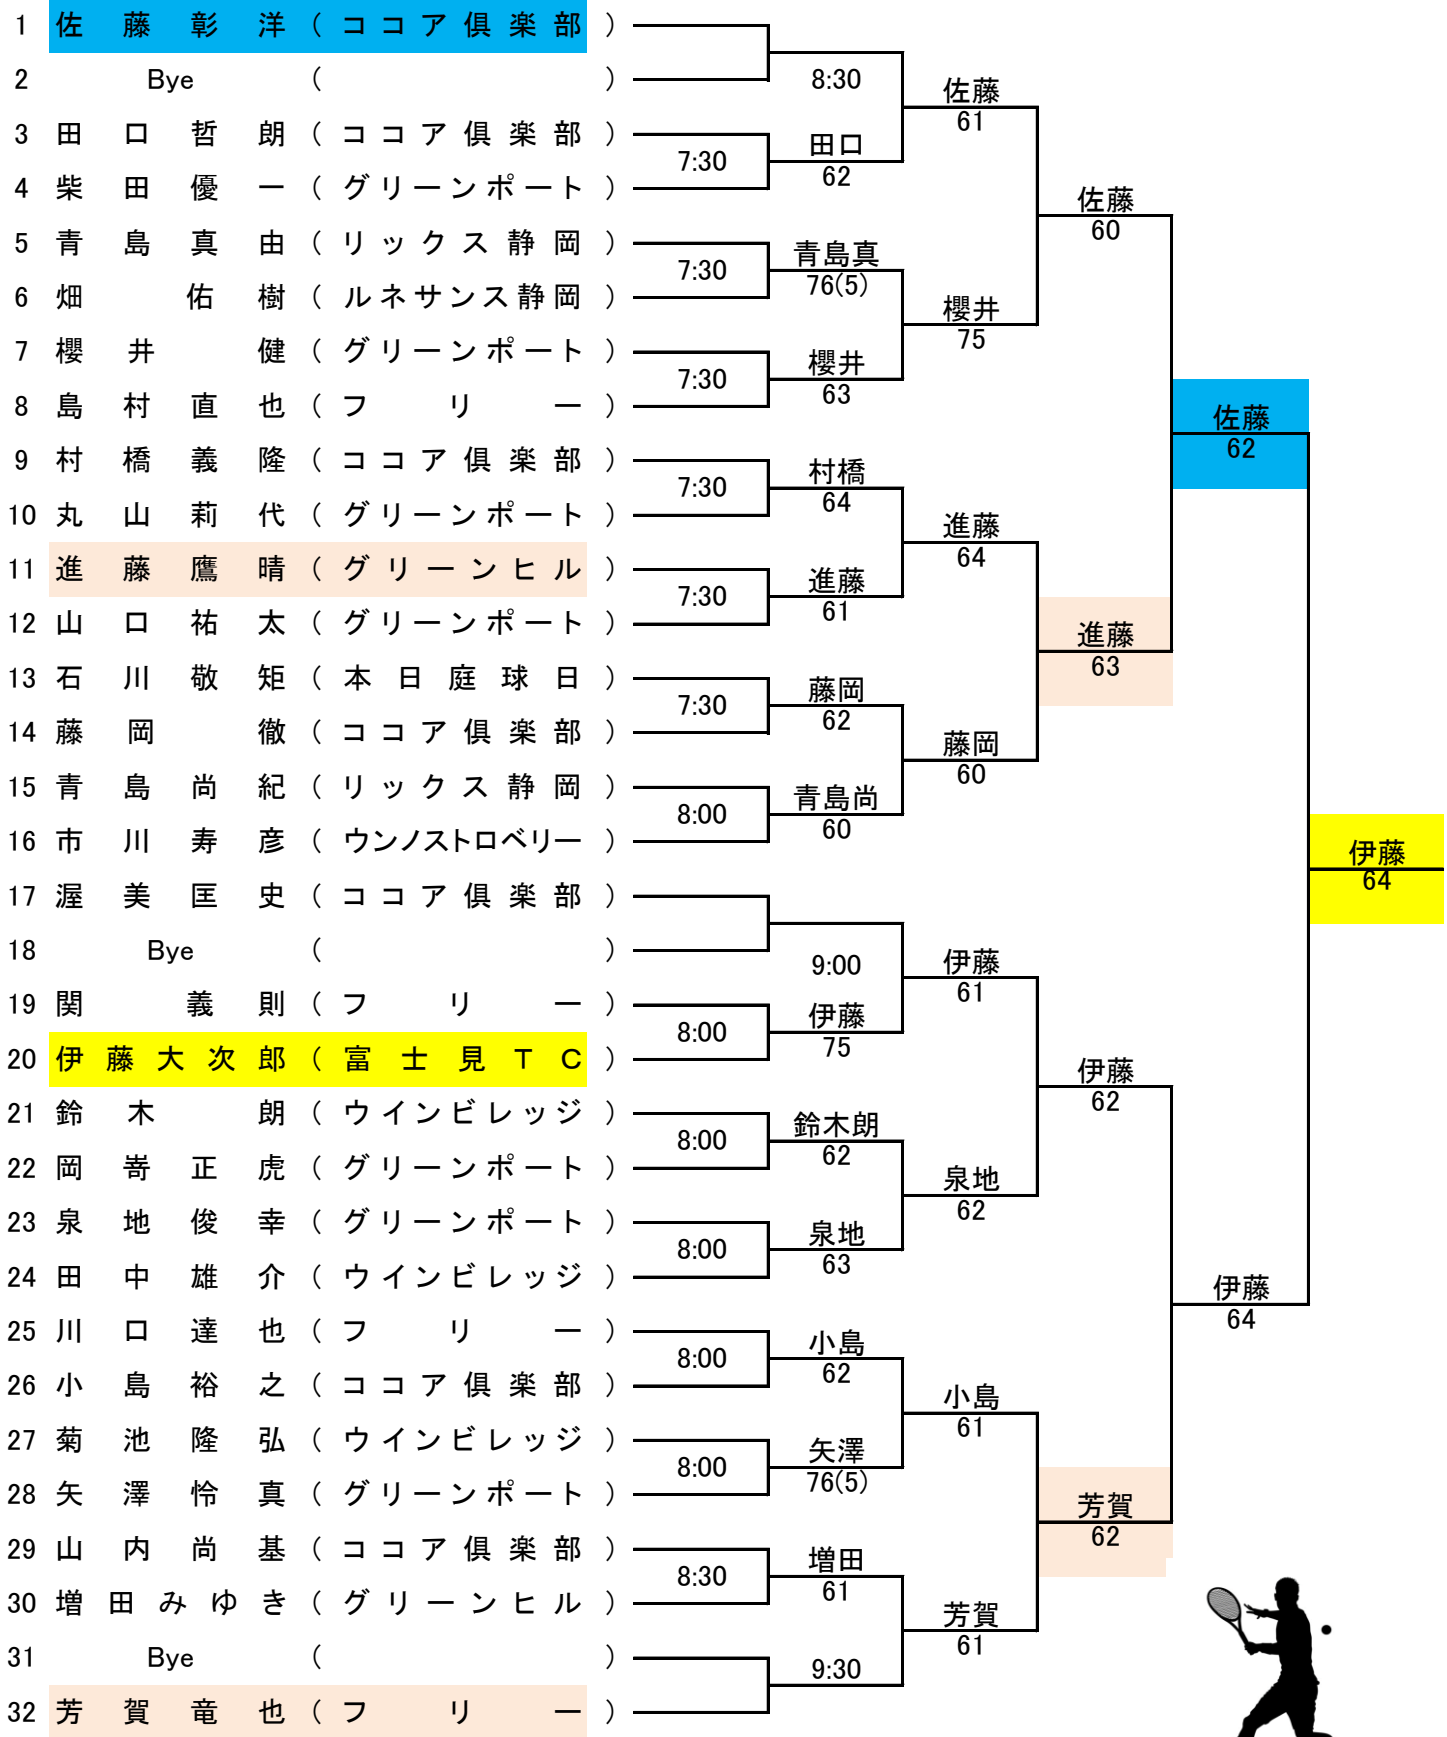 1 佐藤彰洋(ココア倶楽部)
2 Bye ( )
8:30
佐藤
61
3 田口哲朗(ココア倶楽部)
7:30
田口
62
4 柴田優一(グリーンポート)
佐藤
60
5 青島真由(リックス静岡)
7:30
青島真
76(5)
6 畑佑樹(ルネサンス静岡)
櫻井
75
7 櫻井健(グリーンポート)
7:30
櫻井
63
8 島村直也(フリー)
佐藤
62
9 村橋義隆(ココア倶楽部)
7:30
村橋
64
10 丸山莉代(グリーンポート)
進藤
64
11 進藤鷹晴(グリーンヒル)
7:30
進藤
61
12 山口祐太(グリーンポート)
進藤
63
13 石川敬矩(本日庭球日)
7:30
藤岡
62
14 藤岡徹(ココア倶楽部)
藤岡
60
15 青島尚紀(リックス静岡)
8:00
青島尚
60
16 市川寿彦(ウンノストロベリー)
伊藤
64
17 渥美匡史(ココア倶楽部)
18 Bye ( )
9:00
伊藤
61
19 関義則(フリー)
8:00
伊藤
75
20 伊藤大次郎(富士見TC)
伊藤
62
21 鈴木朗(ウインビレッジ)
8:00
鈴木朗
62
22 岡嵜正虎(グリーンポート)
泉地
62
23 泉地俊幸(グリーンポート)
8:00
泉地
63
24 田中雄介(ウインビレッジ)
伊藤
64
25 川口達也(フリー)
8:00
小島
62
26 小島裕之(ココア倶楽部)
小島
61
27 菊池隆弘(ウインビレッジ)
8:00
矢澤
76(5)
28 矢澤怜真(グリーンポート)
芳賀
62
29 山内尚基(ココア倶楽部)
8:30
増田
61
30 増田みゆき(グリーンヒル)
芳賀
61
31 Bye ( )
9:30
32 芳賀竜也(フリー)